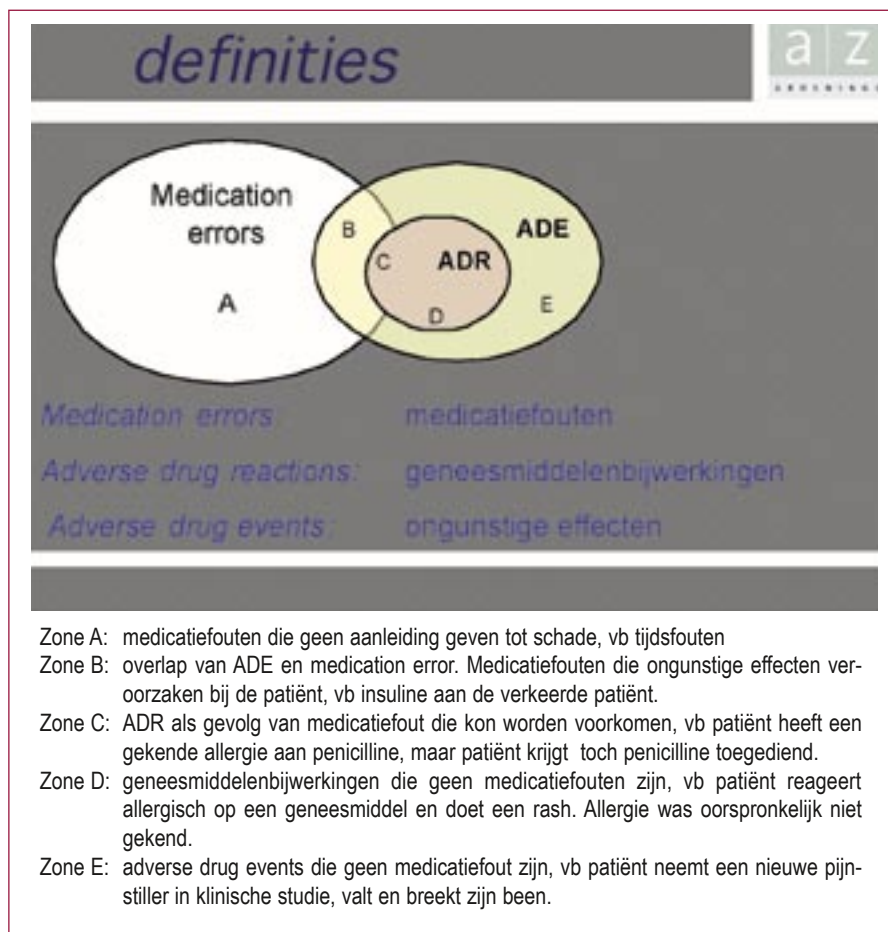 definities
a z
Medication
errors
B
ADE
C
ADR
A
D
E
Medication errors: medicatiefouten
Adverse drug reactions: geneesmiddelenbijwerkingen
Adverse drug events: ongunstige effecten
Zone A: medicatiefouten die geen aanleiding geven tot schade, vb tijdsfouten
Zone B: overlap van ADE en medication error. Medicatiefouten die ongunstige effecten ver-
oorzaken bij de patiënt, vb insuline aan de verkeerde patiënt.
Zone C: ADR als gevolg van medicatiefout die kon worden voorkomen, vb patiënt heeft een
gekende allergie aan penicilline, maar patiënt krijgt toch penicilline toegediend.
Zone D: geneesmiddelenbijwerkingen die geen medicatiefouten zijn, vb patiënt reageert
allergisch op een geneesmiddel en doet een rash. Allergie was oorspronkelijk niet
gekend.
Zone E: adverse drug events die geen medicatiefout zijn, vb patiënt neemt een nieuwe pijn-
stiller in klinische studie, valt en breekt zijn been.